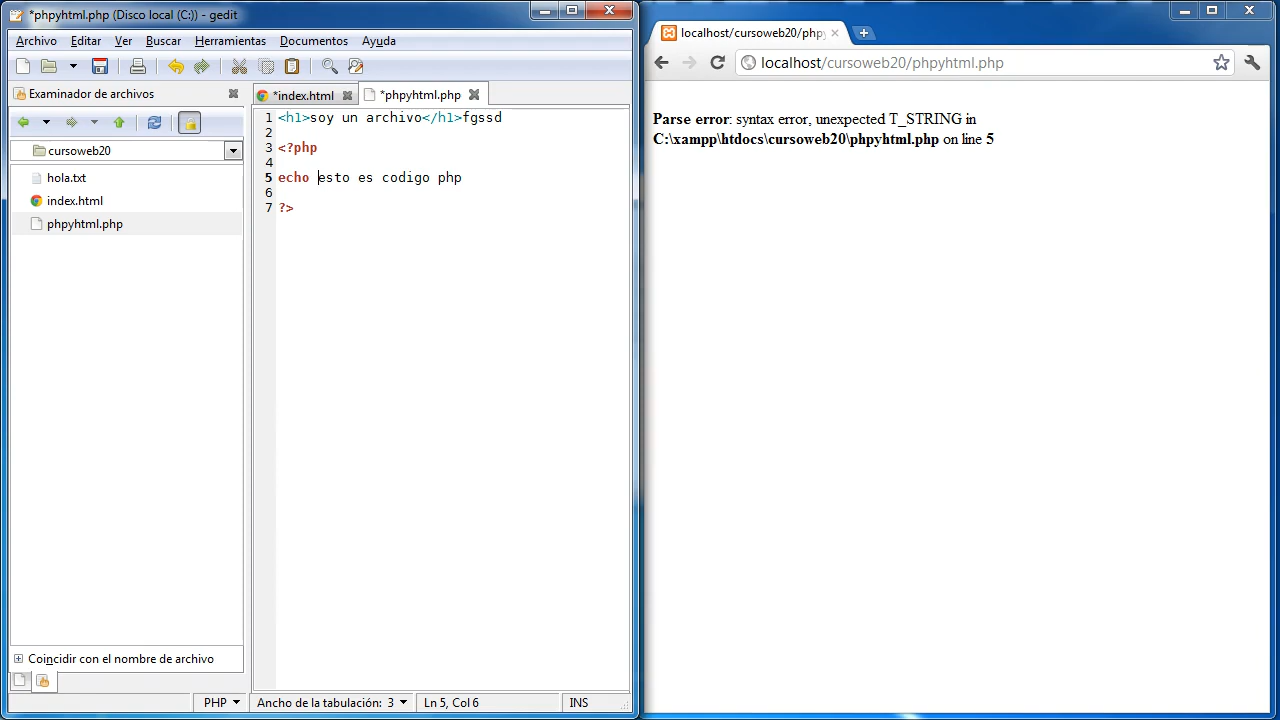 *phpyhtml.php (Disco local (C:)) - gedit
Archivo Editar Ver Buscar Herramientas Documentos Ayuda
Examinador de archivos
cursoweb20
hola.txt
index.html
phpyhtml.php
Coincidir con el nombre de archivo
*index.html
*phpyhtml.php
1 <h1>soy un archivo</h1>fgssd
2
3 <?php
4
5 echo esto es codigo php
6
7 ?>
PHP Ancho de la tabulación: 3 Ln 5, Col 6 INS
localhost/cursoweb20/phpy
localhost/cursoweb20/phpyhtml.php
Parse error: syntax error, unexpected T_STRING in
C:\xampp\htdocs\cursoweb20\phpyhtml.php on line 5